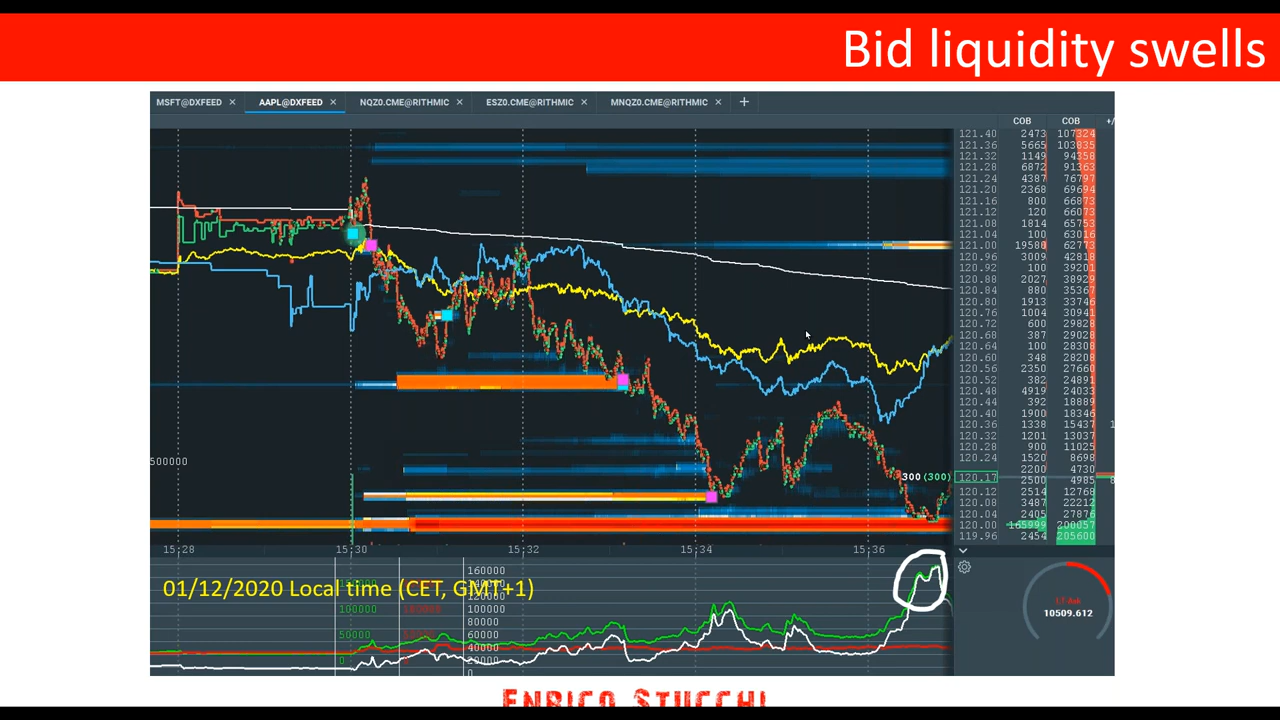 Bid liquidity swells
MSFT@DXFEED × AAPL@DXFEED × NQZ0.CME@RITHMIC × ESZ0.CME@RITHMIC × MNQZ0.CME@RITHMIC × +
COB COB +/
121.40 2473 107324
121.36 5665 103835
121.32 1149 94358
121.28 6872 91363
121.24 4387 76797
121.20 2368 69694
121.16 800 66873
121.12 120 66073
121.08 1814 65753
121.04 100 63016
121.00 19580 62773
120.96 3009 42818
120.92 100 39201
120.88 2027 38929
120.84 880 35367
120.80 1913 33746
120.76 1004 30941
120.72 600 29828
120.68 387 29028
120.64 100 28308
120.60 348 28208
120.56 2350 27660
120.52 382 24891
120.48 4919 24033
120.44 392 18889
120.40 1900 18346
120.36 1338 15437 1
120.32 1201 13037
120.28 900 11025
120.24 1520 8698
500000
2200 4730
300 (300) 120.17 2500 4985 8
120.12 2514 12768
120.08 3487 22212
120.04 2405 27876
120.00 165999 200057
119.96 2454 205600
15:28 15:30 15:32 15:34 15:36
160000
01/12/2020 Local time (CET, GMT+1)
100000 100000
80000
50000 60000
40000
0 20000
0
10509.612
Enrico Stucchi